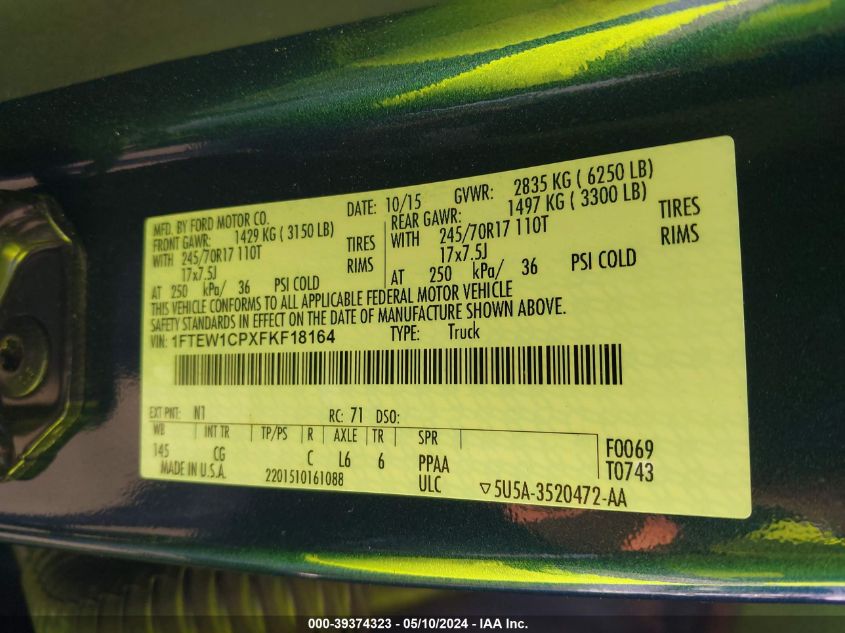 MFD. BY FORD MOTOR CO.
DATE: 10/15 GVWR: 2835 KG ( 6250 LB)
FRONT GAWR: 1429 KG ( 3150 LB)
REAR GAWR: 1497 KG ( 3300 LB)
WITH 245/70R17 110T TIRES
WITH 245/70R17 110T TIRES
17x7.5J RIMS
17x7.5J RIMS
AT 250 kPa/ 36 PSI COLD
AT 250 kPa/ 36 PSI COLD
THIS VEHICLE CONFORMS TO ALL APPLICABLE FEDERAL MOTOR VEHICLE
SAFETY STANDARDS IN EFFECT ON THE DATE OF MANUFACTURE SHOWN ABOVE.
VIN: 1FTEW1CPXFKF18164 TYPE: Truck
EXT PNT: N1 RC: 71 DSO:
WB INT TR TP/PS R AXLE TR SPR
145 CG C L6 6 PPAA
F0069
T0743
MADE IN U.S.A. 2201510161088 ULC ▽5U5A-3520472-AA
000-39374323 — 05/10/2024 - IAA Inc.